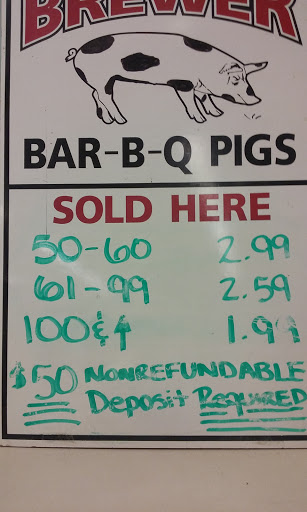 BREWER
BAR-B-Q PIGS
SOLD HERE
50-60 2.99
61-99 2.59
100&↑ 1.99
$50 NONREFUNDABLE
Deposit REQUIRED